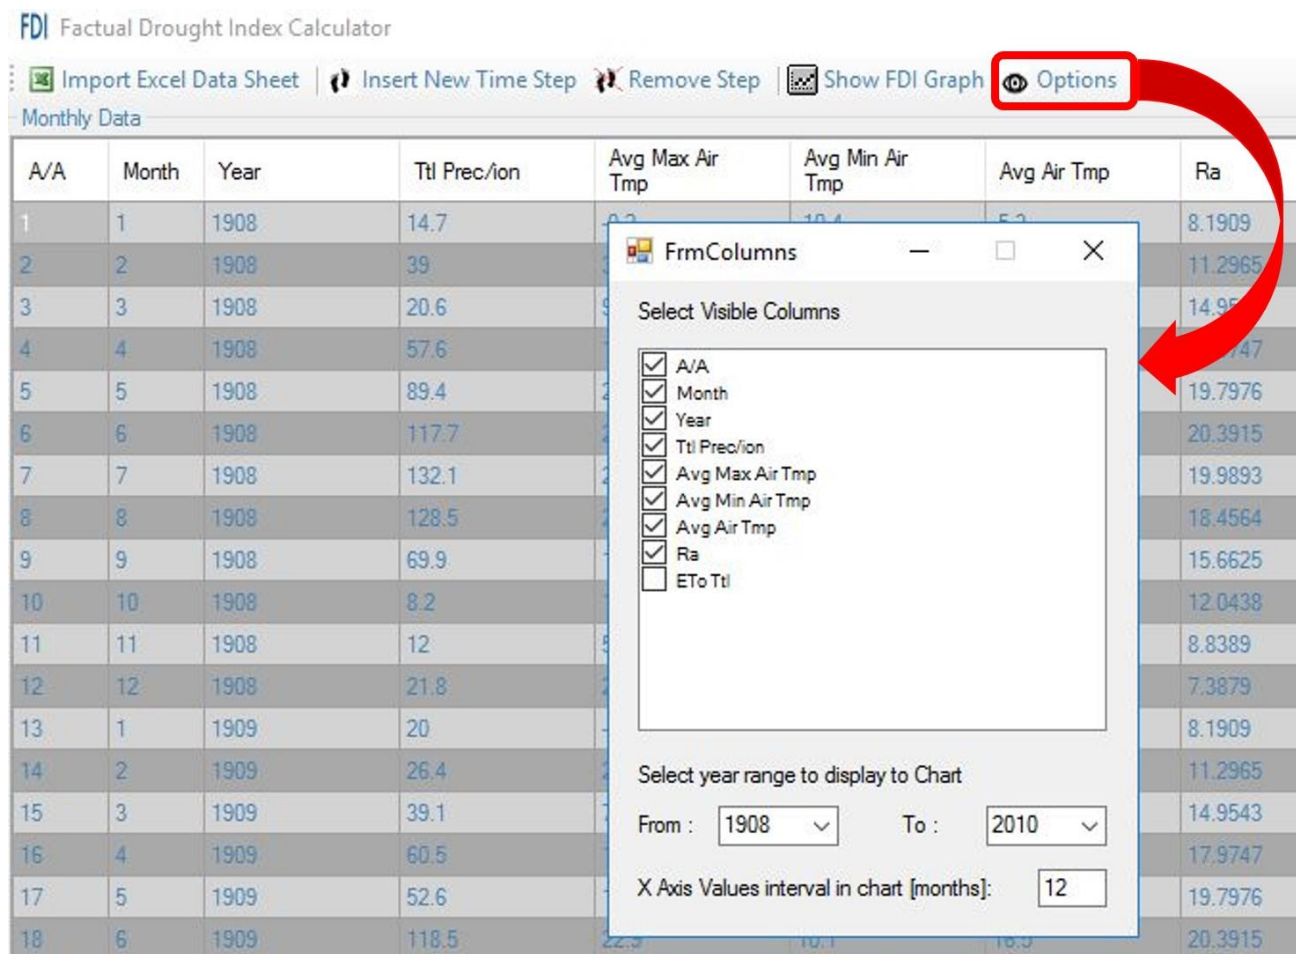 FDI Factual Drought Index Calculator
Import Excel Data Sheet Insert New Time Step Remove Step Show FDI Graph Options
Monthly Data
A/A Month Year Ttl Prec/ion Avg Max Air Tmp Avg Min Air Tmp Avg Air Tmp Ra
1 1 1908 14.7 8.1909
2 2 1908 39 11.2965
3 3 1908 20.6
4 4 1908 57.6
5 5 1908 89.4 19.7976
6 6 1908 117.7 20.3915
7 7 1908 132.1 19.9893
8 8 1908 128.5 18.4564
9 9 1908 69.9 15.6625
10 10 1908 8.2 12.0438
11 11 1908 12 8.8389
12 12 1908 21.8 7.3879
13 1 1909 20 8.1909
14 2 1909 26.4 11.2965
15 3 1909 39.1 14.9543
16 4 1909 60.5 17.9747
17 5 1909 52.6 19.7976
18 6 1909 118.5 22.9 10.1 16.5 20.3915
FrmColumns
Select Visible Columns
A/A
Month
Year
Ttl Prec/ion
Avg Max Air Tmp
Avg Min Air Tmp
Avg Air Tmp
Ra
ETo Ttl
Select year range to display to Chart
From : 1908 To : 2010
X Axis Values interval in chart [months]: 12